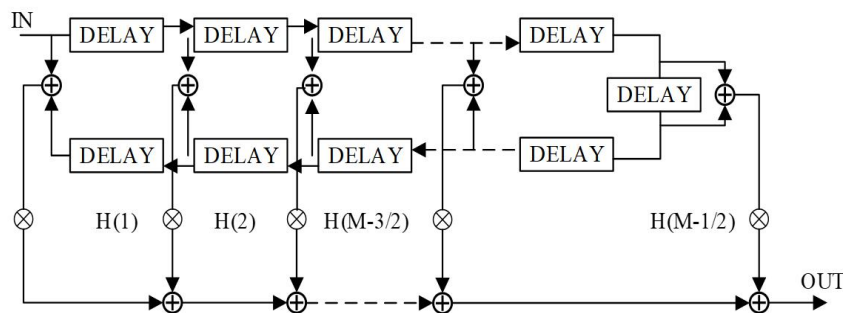 IN
DELAY
DELAY
DELAY
DELAY
DELAY
DELAY
DELAY
DELAY
DELAY
H(1)
H(2)
H(M-3/2)
H(M-1/2)
OUT